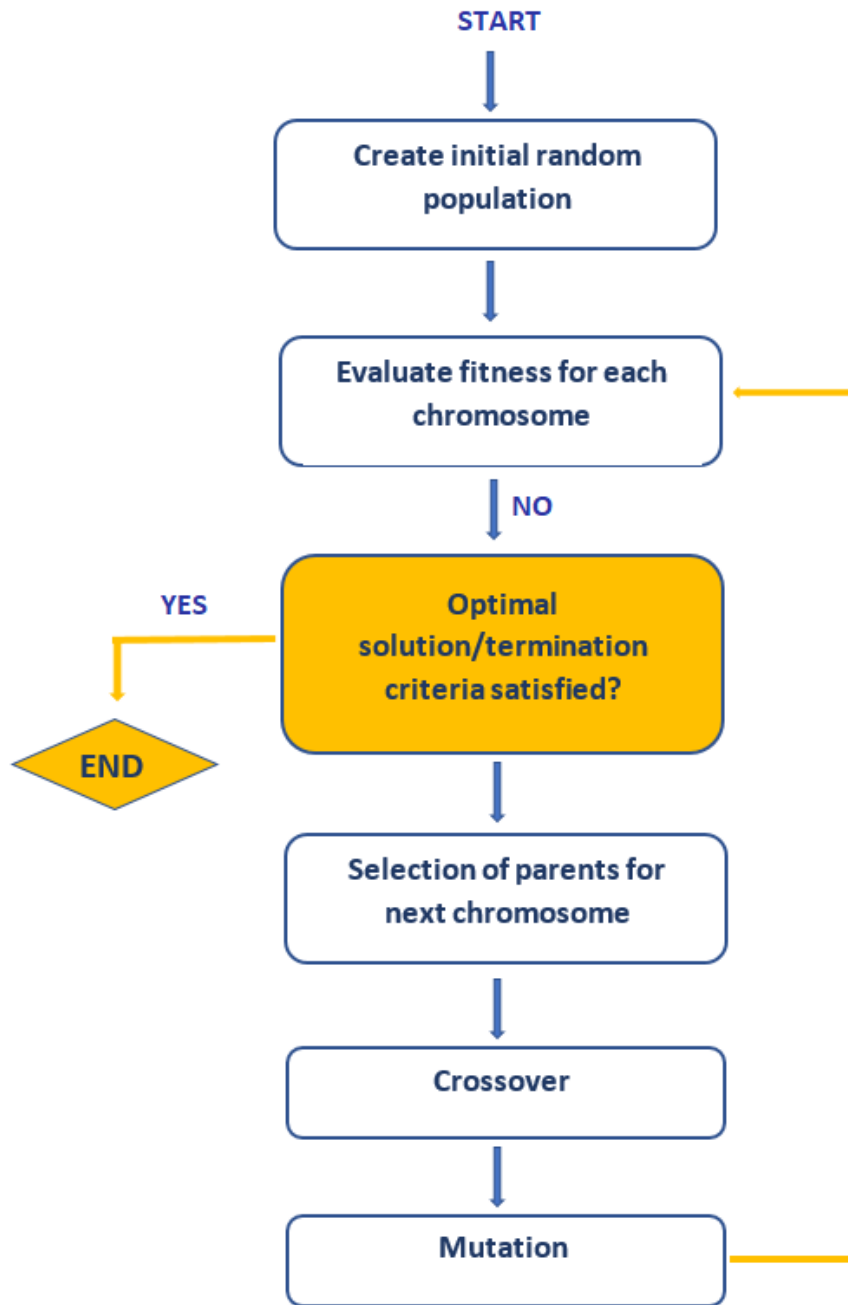 START
Create initial random
population
Evaluate fitness for each
chromosome
NO
YES
Optimal
solution/termination
criteria satisfied?
END
Selection of parents for
next chromosome
Crossover
Mutation